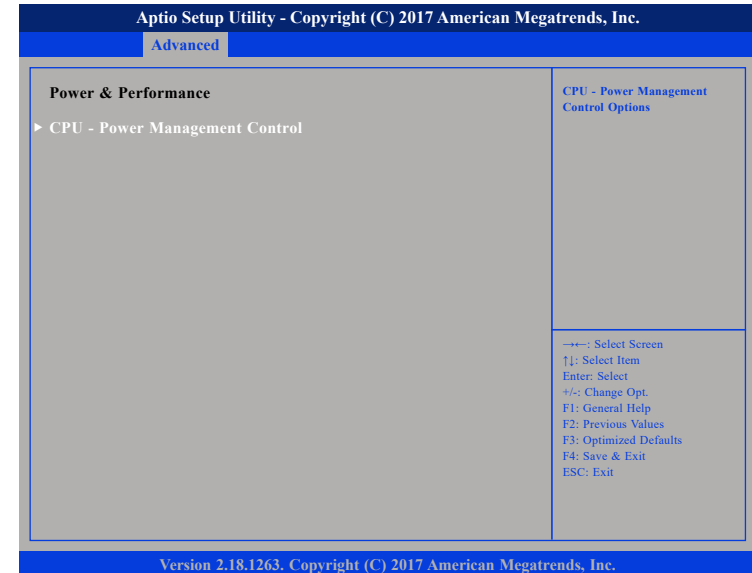 Aptio Setup Utility - Copyright (C) 2017 American Megatrends, Inc.
Advanced
Power & Performance
► CPU - Power Management Control
CPU - Power Management
Control Options
→←: Select Screen
↑↓: Select Item
Enter: Select
+/-: Change Opt.
F1: General Help
F2: Previous Values
F3: Optimized Defaults
F4: Save & Exit
ESC: Exit
Version 2.18.1263. Copyright (C) 2017 American Megatrends, Inc.